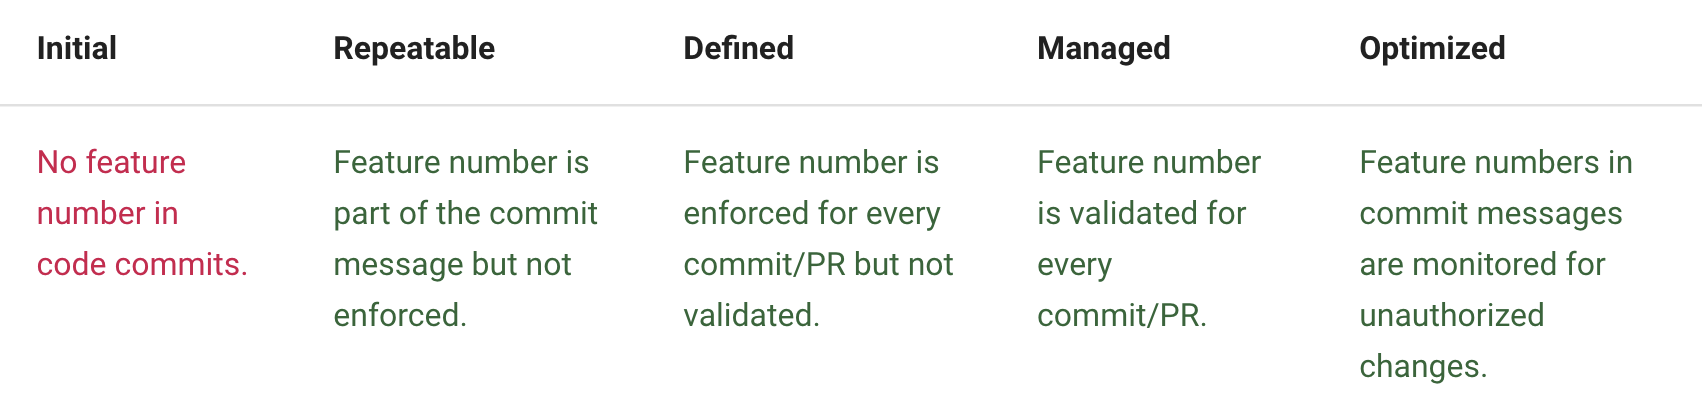 Initial
Repeatable
Defined
Managed
Optimized
No feature
number in
code commits.
Feature number is
part of the commit
message but not
enforced.
Feature number is
enforced for every
commit/PR but not
validated.
Feature number
is validated for
every
commit/PR.
Feature numbers in
commit messages
are monitored for
unauthorized
changes.